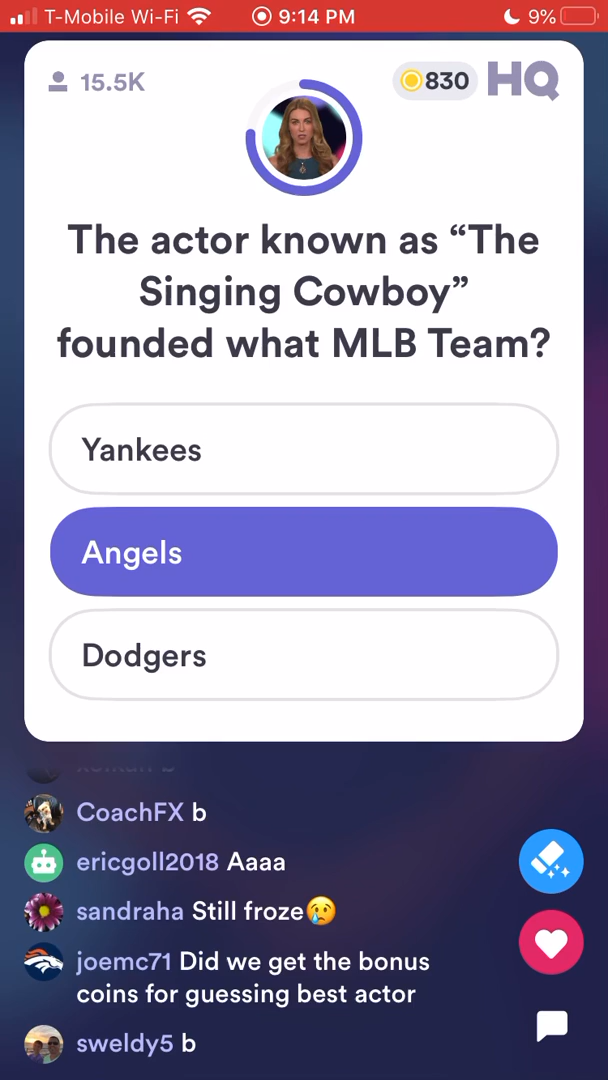 T-Mobile Wi-Fi 9:14 PM 9%
15.5K 830 HQ
The actor known as “The
Singing Cowboy”
founded what MLB Team?
Yankees
Angels
Dodgers
CoachFX b
ericgoll2018 Aaaa
sandraha Still froze😢
joemc71 Did we get the bonus
coins for guessing best actor
sweldy5 b